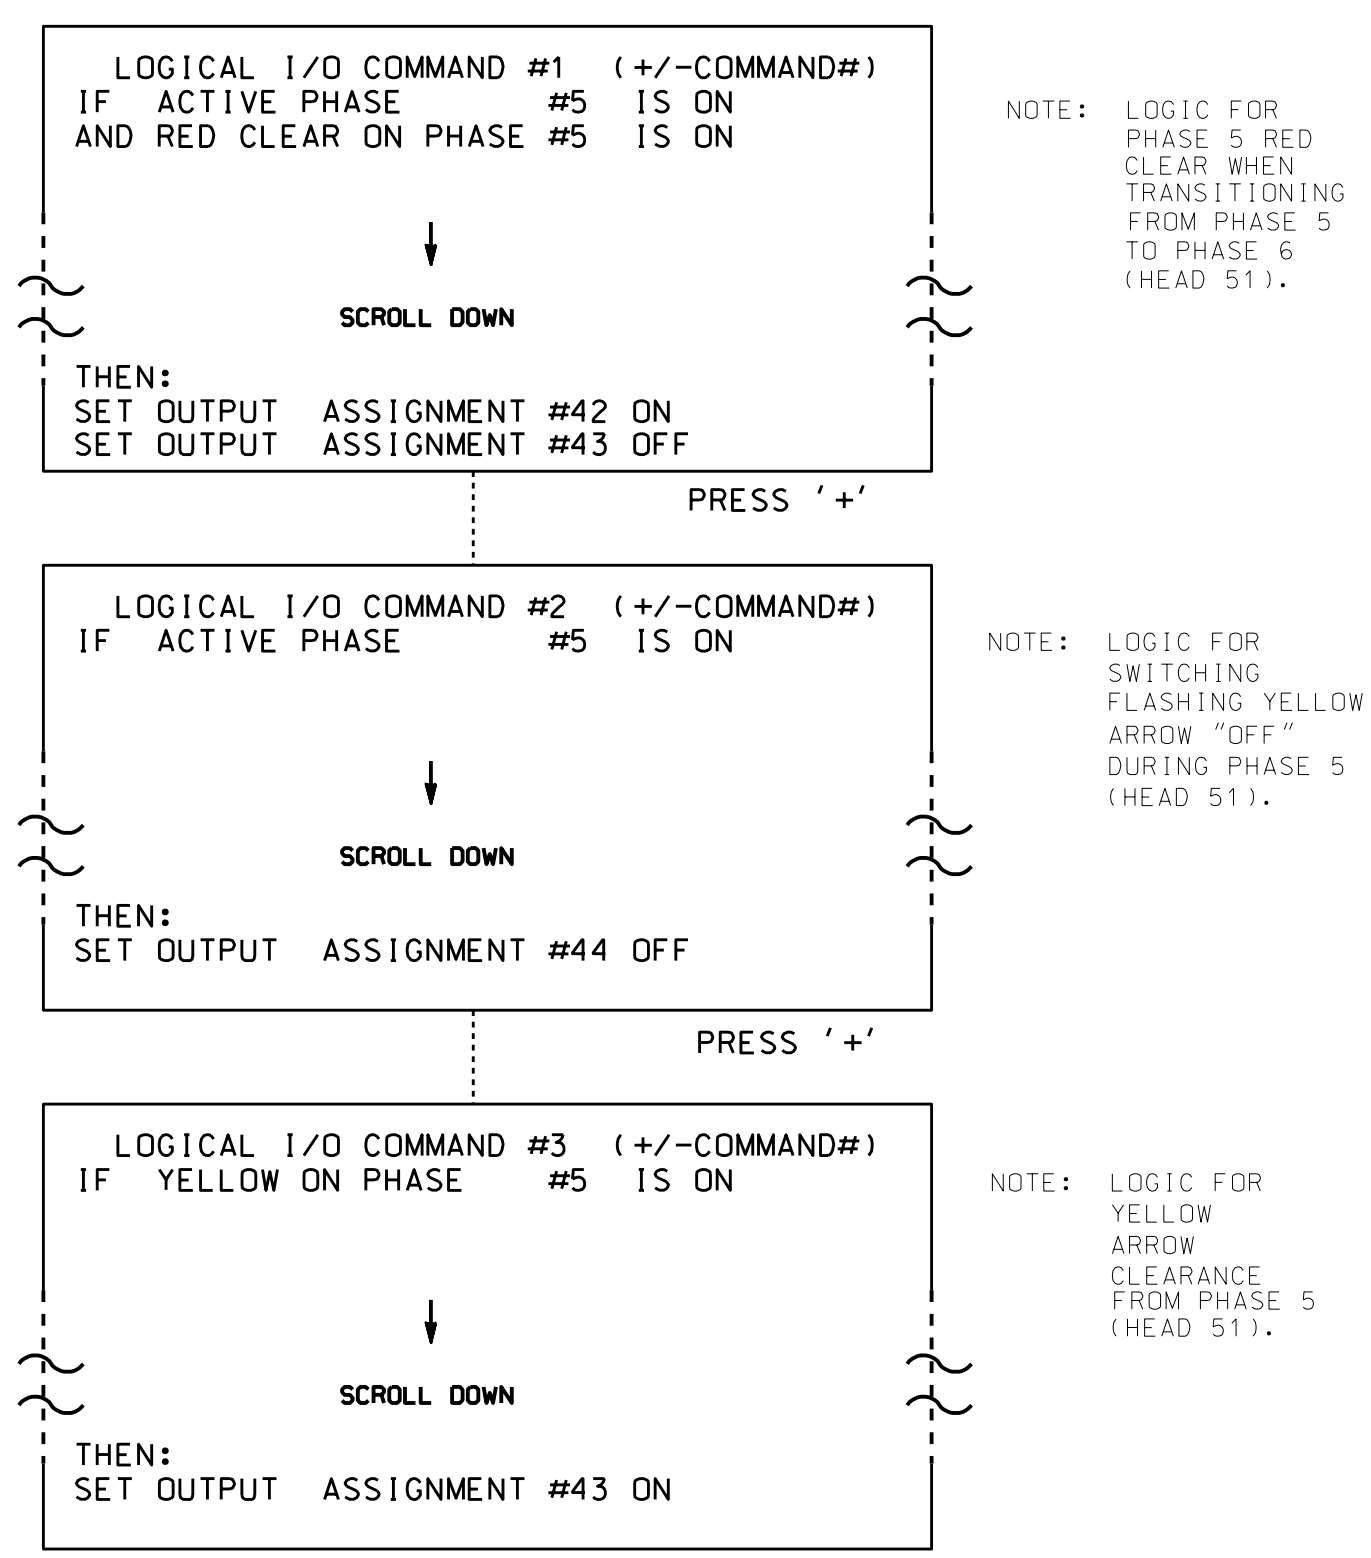 LOGICAL I/O COMMAND #1 (+/-COMMAND#)
IF ACTIVE PHASE #5 IS ON
AND RED CLEAR ON PHASE #5 IS ON
SCROLL DOWN
THEN:
SET OUTPUT ASSIGNMENT #42 ON
SET OUTPUT ASSIGNMENT #43 OFF
NOTE: LOGIC FOR
PHASE 5 RED
CLEAR WHEN
TRANSITIONING
FROM PHASE 5
TO PHASE 6
(HEAD 51).
PRESS '+'
LOGICAL I/O COMMAND #2 (+/-COMMAND#)
IF ACTIVE PHASE #5 IS ON
SCROLL DOWN
THEN:
SET OUTPUT ASSIGNMENT #44 OFF
NOTE: LOGIC FOR
SWITCHING
FLASHING YELLOW
ARROW "OFF"
DURING PHASE 5
(HEAD 51).
PRESS '+'
LOGICAL I/O COMMAND #3 (+/-COMMAND#)
IF YELLOW ON PHASE #5 IS ON
SCROLL DOWN
THEN:
SET OUTPUT ASSIGNMENT #43 ON
NOTE: LOGIC FOR
YELLOW
ARROW
CLEARANCE
FROM PHASE 5
(HEAD 51).